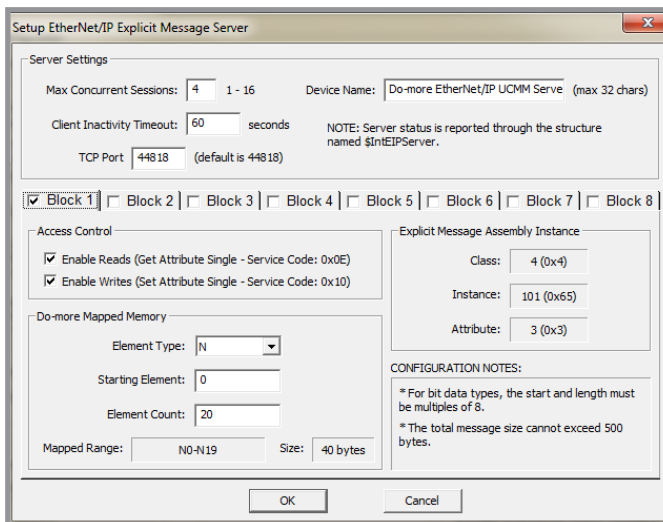 Setup EtherNet/IP Explicit Message Server
Server Settings
Max Concurrent Sessions: 4 1 - 16 Device Name: Do-more EtherNet/IP UCMM Serve (max 32 chars)
Client Inactivity Timeout: 60 seconds
NOTE: Server status is reported through the structure
named $IntEIPServer.
TCP Port 44818 (default is 44818)
Block 1 Block 2 Block 3 Block 4 Block 5 Block 6 Block 7 Block 8
Access Control
Enable Reads (Get Attribute Single - Service Code: 0x0E)
Enable Writes (Set Attribute Single - Service Code: 0x10)
Do-more Mapped Memory
Element Type: N
Starting Element: 0
Element Count: 20
Mapped Range: N0-N19 Size: 40 bytes
Explicit Message Assembly Instance
Class: 4 (0x4)
Instance: 101 (0x65)
Attribute: 3 (0x3)
CONFIGURATION NOTES:
* For bit data types, the start and length must
be multiples of 8.
* The total message size cannot exceed 500
bytes.
OK Cancel